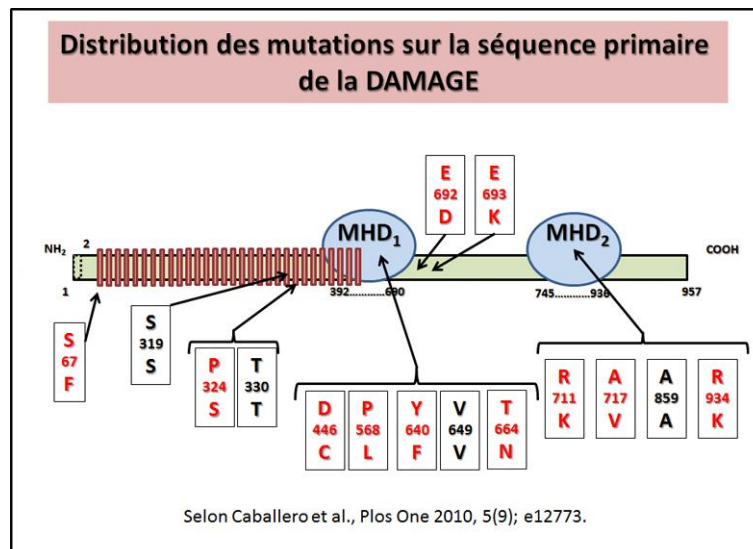 Distribution des mutations sur la séquence primaire
de la DAMAGE
E
692
D
E
693
K
MHD1
MHD2
NH2
2
COOH
1
392............690
745............936
957
S
67
F
S
319
S
P
324
S
T
330
T
D
446
C
P
568
L
Y
640
F
V
649
V
T
664
N
R
711
K
A
717
V
A
859
A
R
934
K
Selon Caballero et al., Plos One 2010, 5(9); e12773.